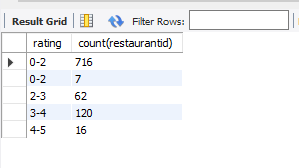 Result Grid Filter Rows:
rating count(restaurantid)
0-2 716
0-2 7
2-3 62
3-4 120
4-5 16